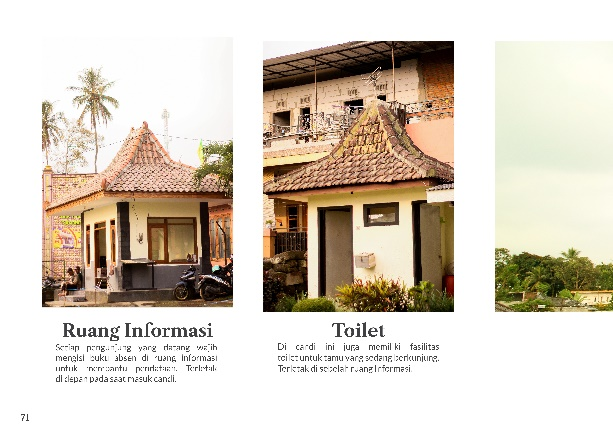 Ruang Informasi
Setiap pengunjung yang datang wajib
mengisi buku absen di ruang informasi
untuk membantu pendataan. Terletak
di depan pada saat masuk candi.
Toilet
Di candi ini juga memiliki fasilitas
toilet untuk tamu yang sedang berkunjung.
Terletak di sebelah ruang informasi.
71